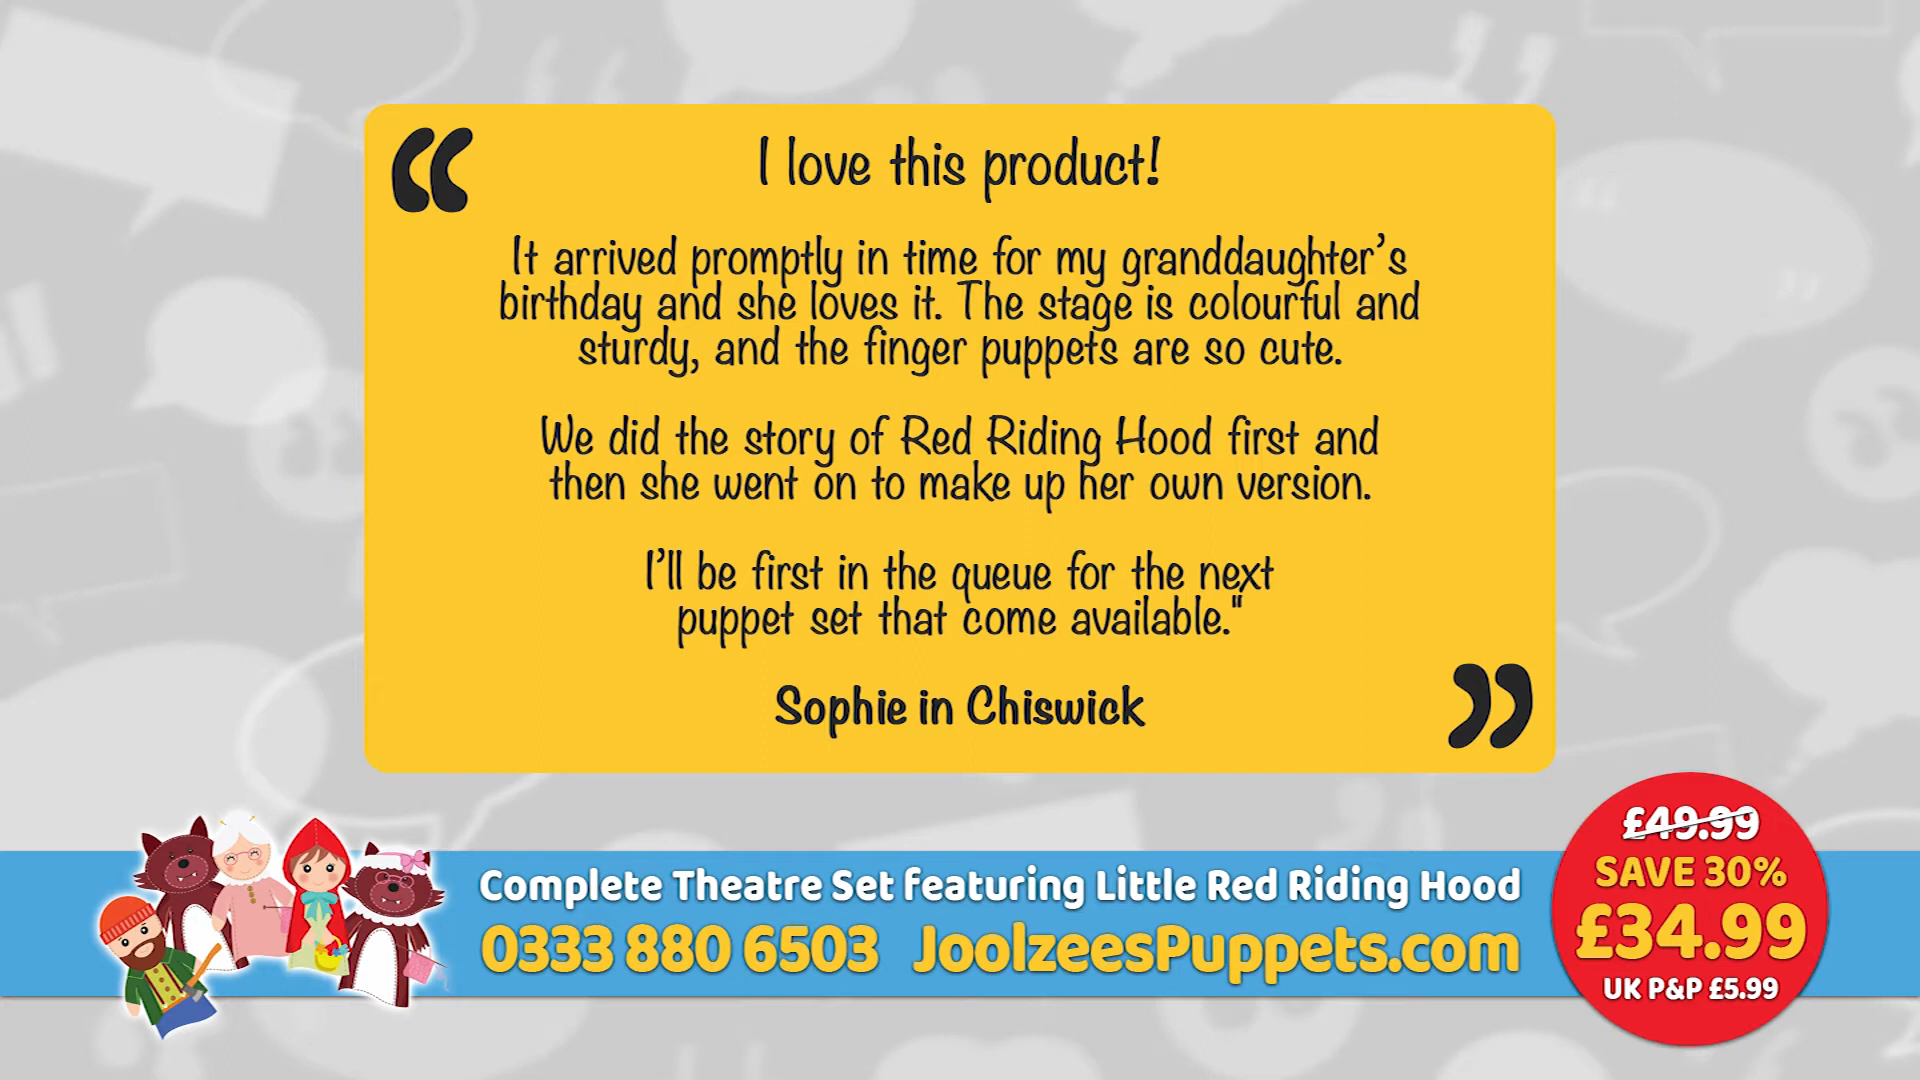 “
I love this product!
It arrived promptly in time for my granddaughter’s
birthday and she loves it. The stage is colourful and
sturdy, and the finger puppets are so cute.
We did the story of Red Riding Hood first and
then she went on to make up her own version.
I’ll be first in the queue for the next
puppet set that come available."
Sophie in Chiswick
”
Complete Theatre Set featuring Little Red Riding Hood
0333 880 6503 JoolzeesPuppets.com
£49.99
SAVE 30%
£34.99
UK P&P £5.99